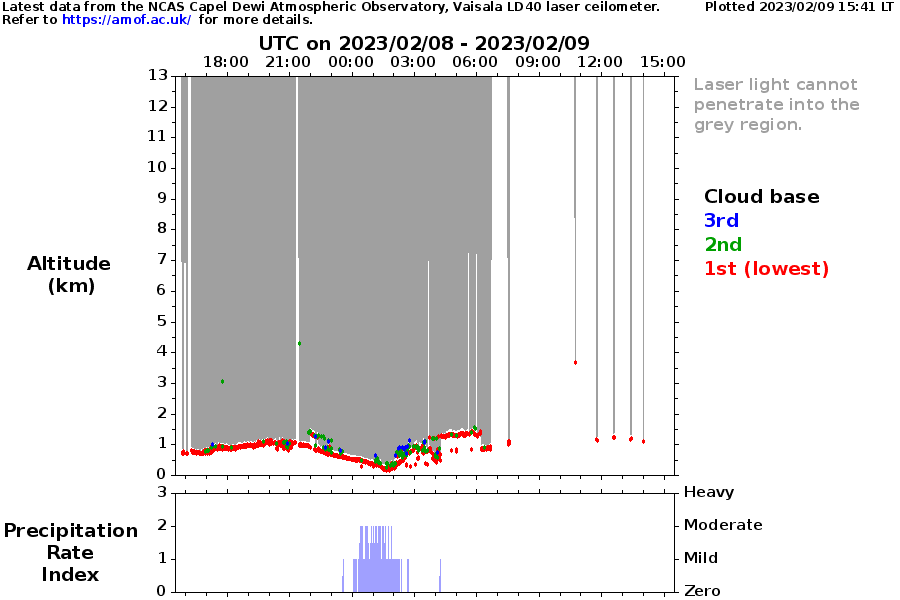 Latest data from the NCAS Capel Dewi Atmospheric Observatory, Vaisala LD40 laser ceilometer. Plotted 2023/02/09 15:41 LT
Refer to https://amof.ac.uk/ for more details.
UTC on 2023/02/08 - 2023/02/09
18:00 21:00 00:00 03:00 06:00 09:00 12:00 15:00
13
12
11
10
9
8
7
6
5
4
3
2
1
0
Altitude
(km)
Laser light cannot
penetrate into the
grey region.
Cloud base
3rd
2nd
1st (lowest)
3 Heavy
2 Moderate
1 Mild
0 Zero
Precipitation
Rate
Index